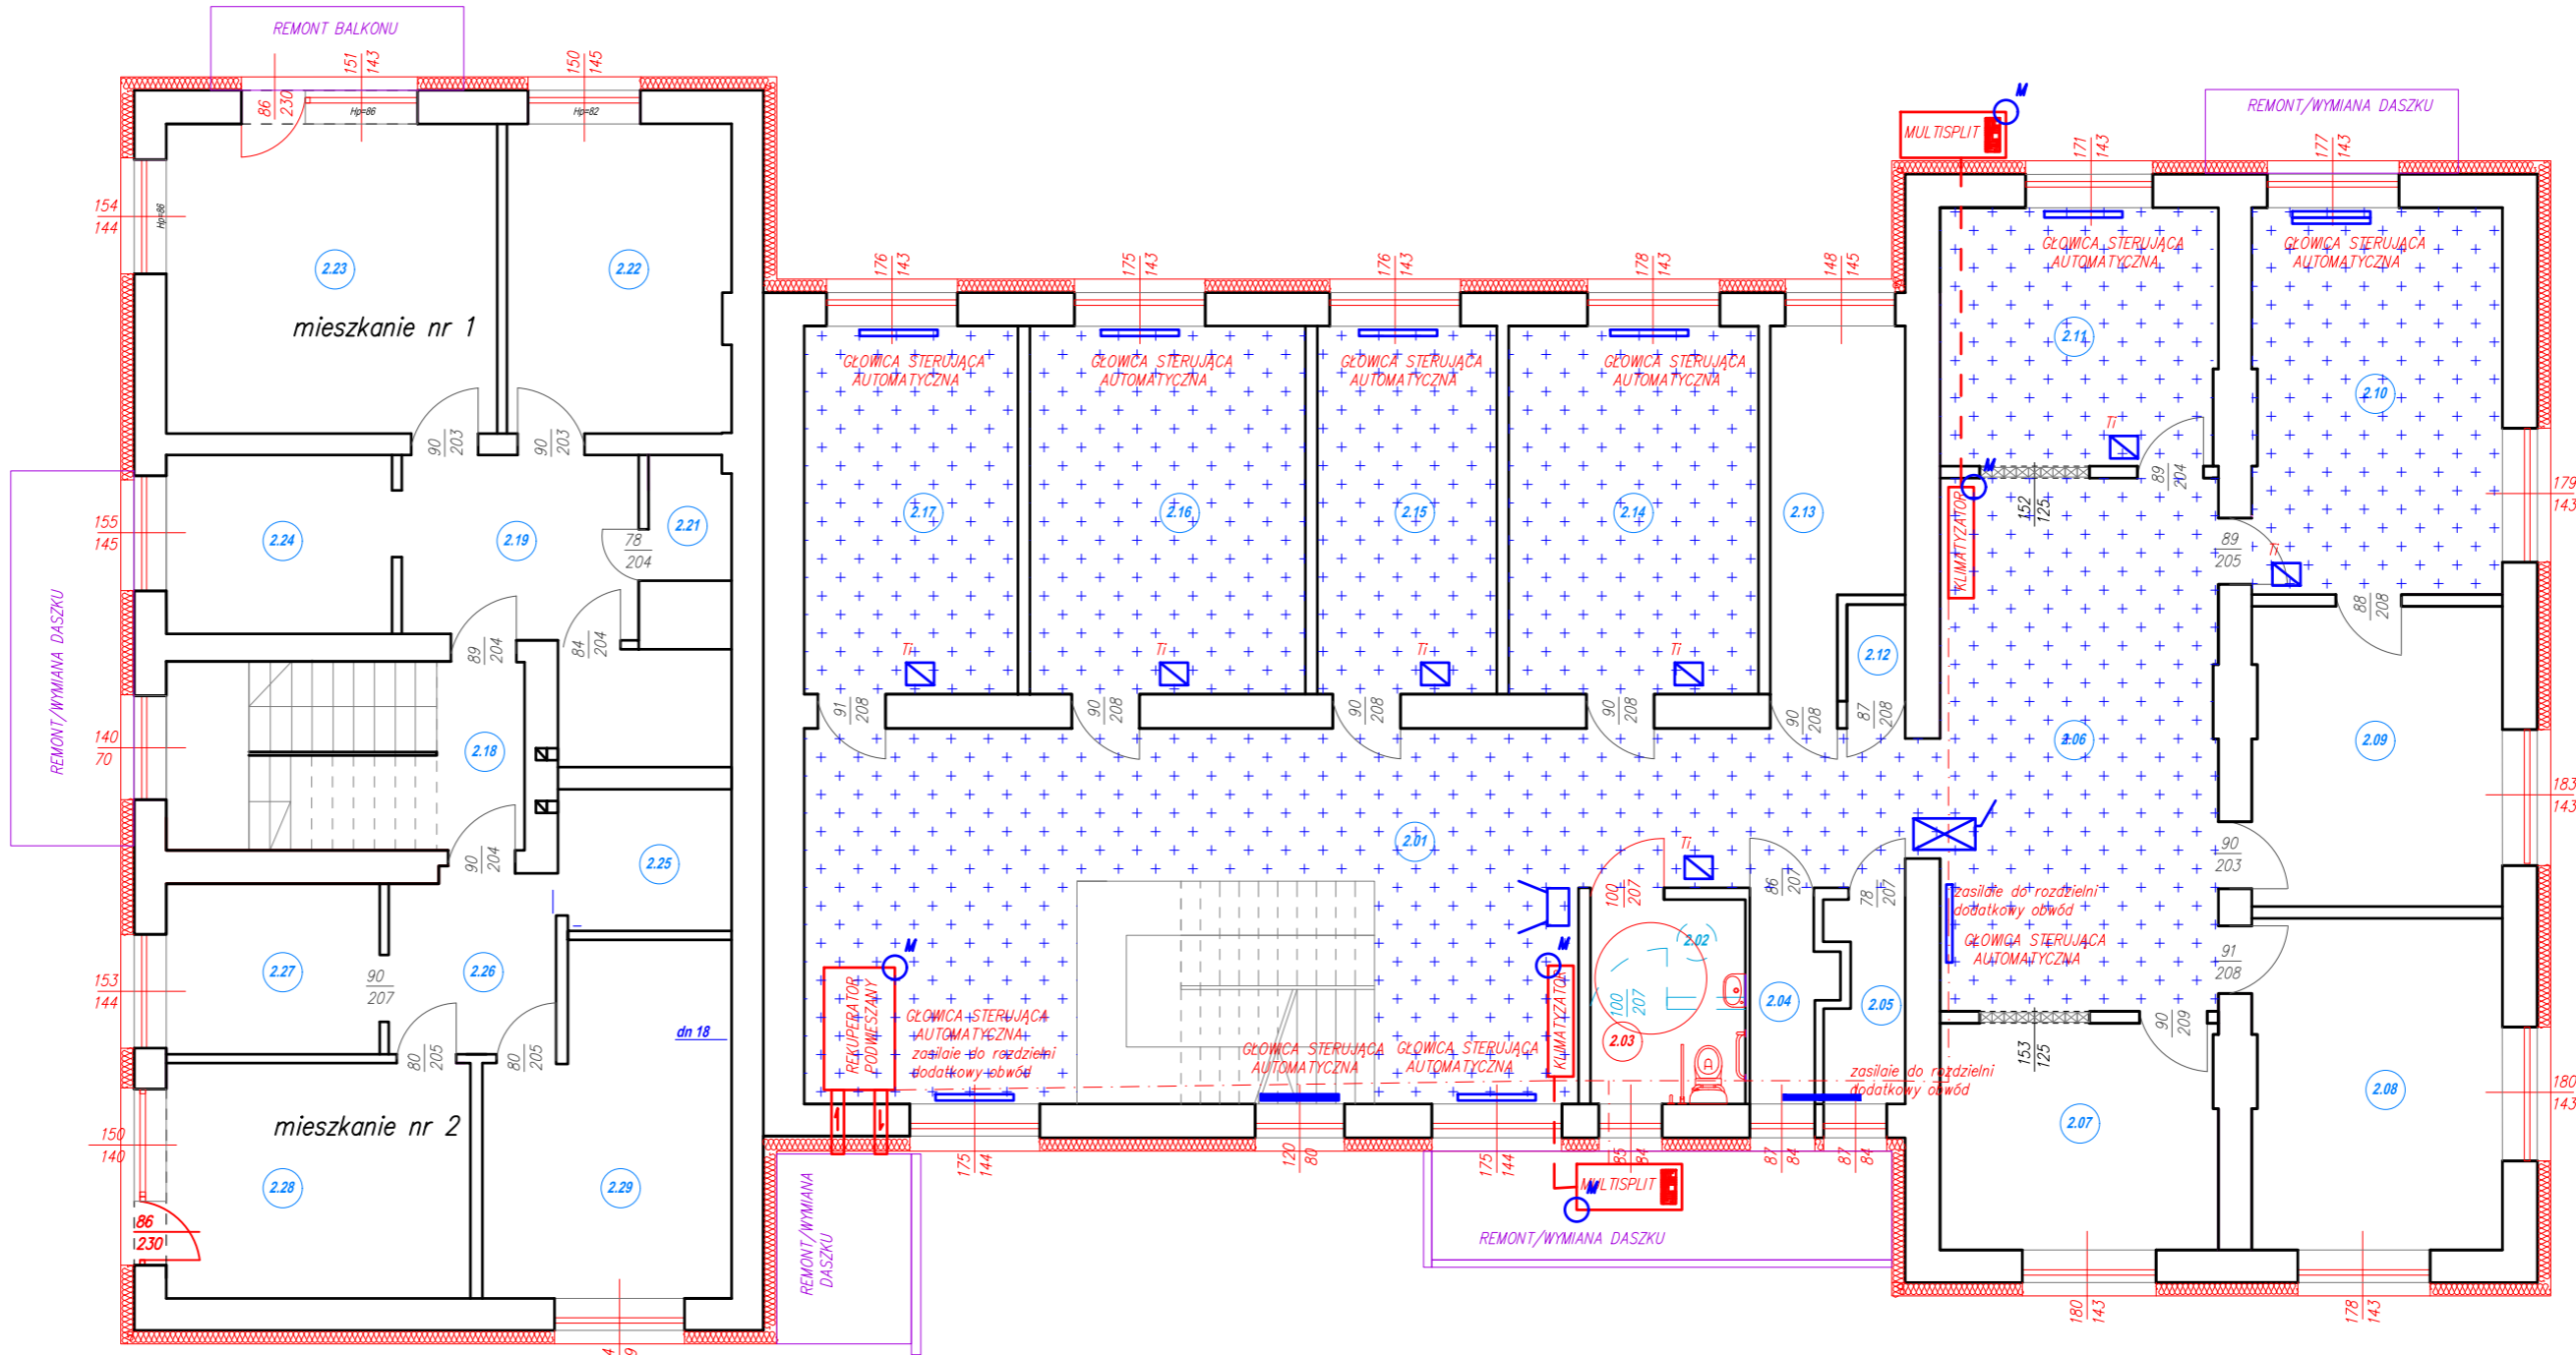 REMONT BALKONU
151
143
150
145
86
230
Hp=86
Hp=82
MULTISPLIT
M
REMONT/WYMIANA DASZKU
171
143
177
143
154
144
Hp=86
2.23
2.22
mieszkanie nr 1
176
143
175
143
176
143
178
143
148
145
GŁOWICA STERUJĄCA
AUTOMATYCZNA
GŁOWICA STERUJĄCA
AUTOMATYCZNA
2.11
2.10
GŁOWICA STERUJĄCA
AUTOMATYCZNA
GŁOWICA STERUJĄCA
AUTOMATYCZNA
GŁOWICA STERUJĄCA
AUTOMATYCZNA
GŁOWICA STERUJĄCA
AUTOMATYCZNA
90
203
90
203
Ti
M
89
204
152
125
KLIMATYZATOR
179
143
155
145
2.24
2.19
2.21
78
204
2.17
2.16
2.15
2.14
2.13
89
205
Ti
88
208
REMONT/WYMIANA DASZKU
89
204
84
204
Ti
Ti
Ti
Ti
2.12
91
208
90
208
90
208
90
208
90
208
87
208
140
70
2.18
2.06
2.09
183
143
90
204
2.25
2.01
Ti
100
207
86
207
78
207
90
203
zasilaie do rozdzielni
dodatkowy obwód
GŁOWICA STERUJĄCA
AUTOMATYCZNA
91
208
153
144
2.27
90
207
2.26
M
REKUPERATOR
PODWIESZANY
GŁOWICA STERUJĄCA
AUTOMATYCZNA
zasilaie do rozdzielni
dodatkowy obwód
M
KLIMATYZATOR
2.02
100
207
2.03
2.04
2.05
dn 18
80
205
80
205
GŁOWICA STERUJĄCA
AUTOMATYCZNA
GŁOWICA STERUJĄCA
AUTOMATYCZNA
zasilaie do rozdzielni
dodatkowy obwód
153
125
90
209
180
143
mieszkanie nr 2
150
140
2.28
2.29
2.07
2.08
86
230
175
144
120
80
175
144
85
84
87
84
87
84
MULTISPLIT
M
REMONT/WYMIANA
DASZKU
REMONT/WYMIANA DASZKU
180
143
178
143